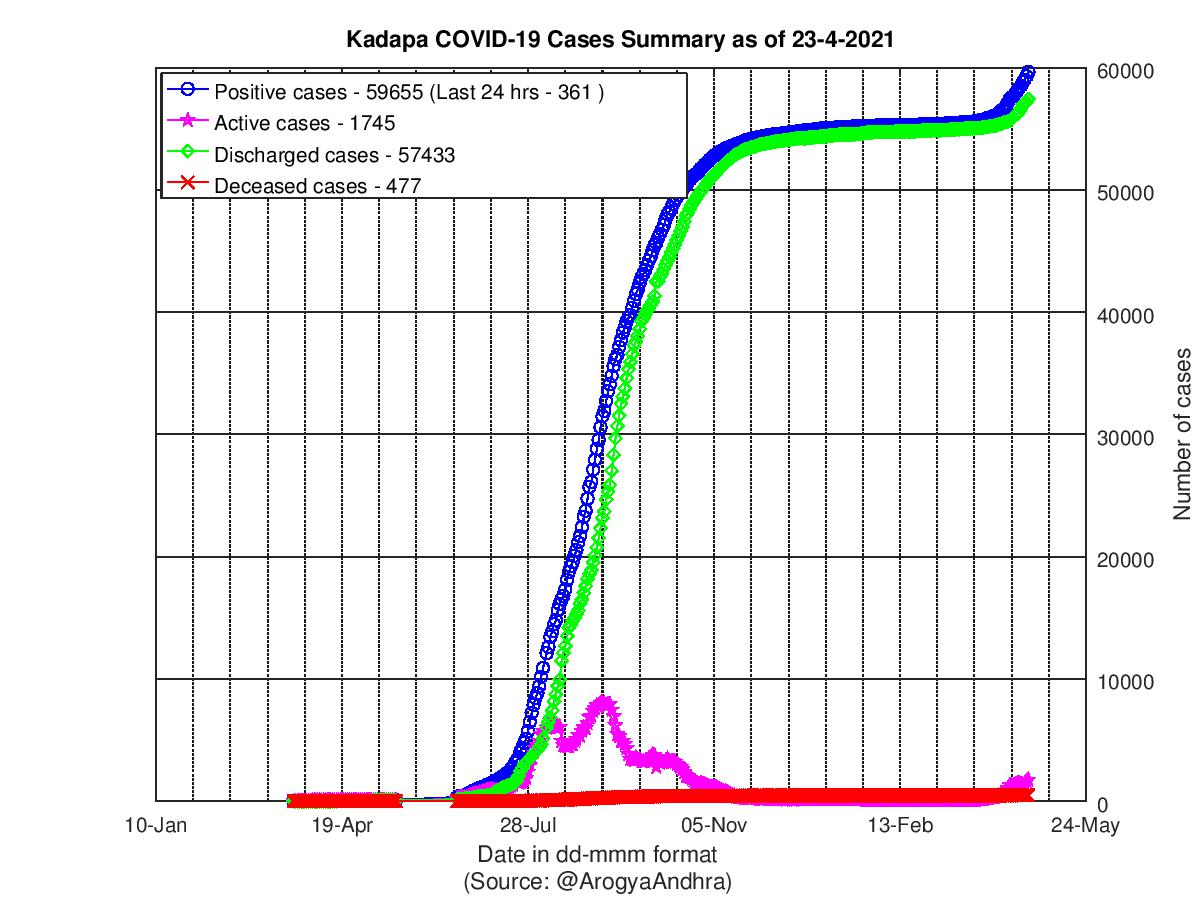 Kadapa COVID-19 Cases Summary as of 23-4-2021
Positive cases - 59655 (Last 24 hrs - 361 )
Active cases - 1745
Discharged cases - 57433
Deceased cases - 477
60000
50000
40000
30000
20000
10000
0
Number of cases
10-Jan 19-Apr 28-Jul 05-Nov 13-Feb 24-May
Date in dd-mmm format
(Source: @ArogyaAndhra)